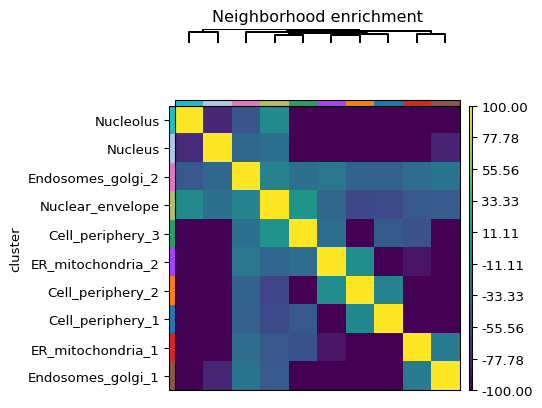 Neighborhood enrichment
cluster
Nucleolus
Nucleus
Endosomes_golgi_2
Nuclear_envelope
Cell_periphery_3
ER_mitochondria_2
Cell_periphery_2
Cell_periphery_1
ER_mitochondria_1
Endosomes_golgi_1
100.00
77.78
55.56
33.33
11.11
-11.11
-33.33
-55.56
-77.78
-100.00